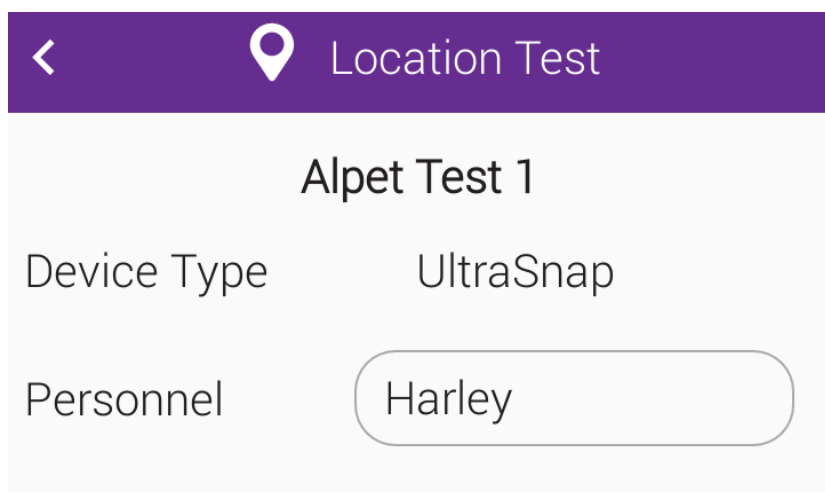 Location Test
Alpet Test 1
Device Type UltraSnap
Personnel Harley